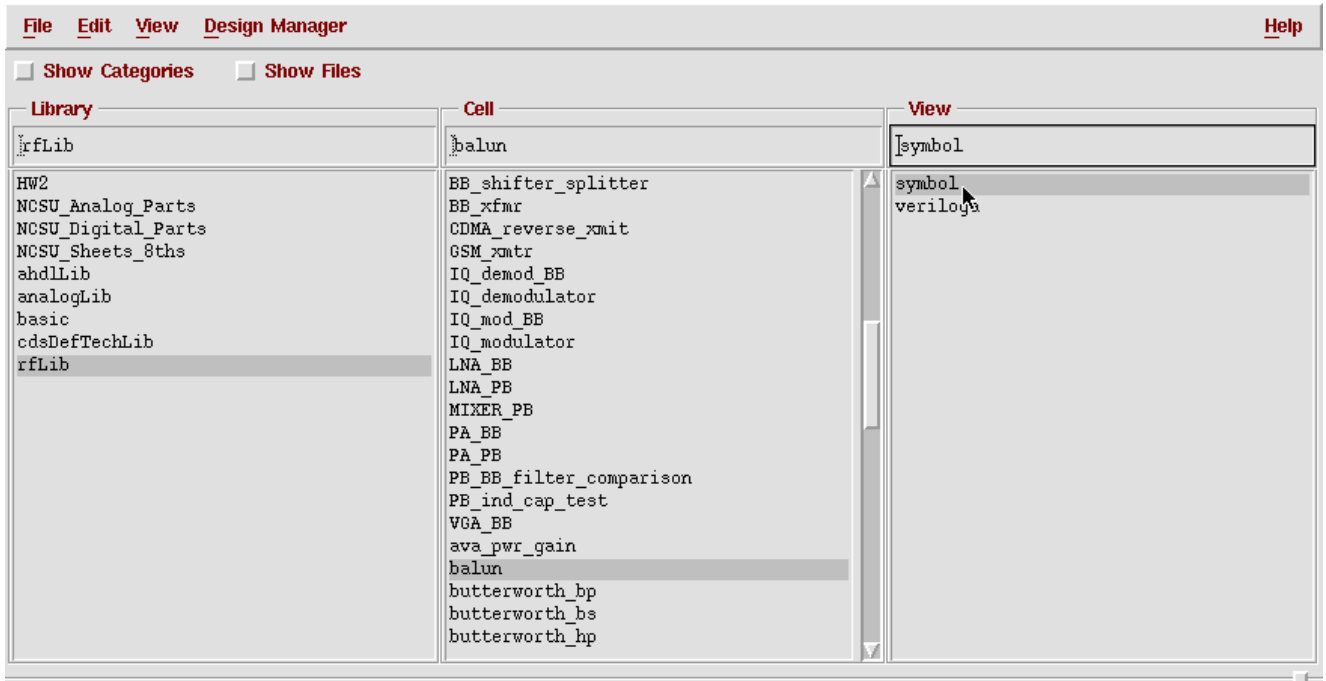 File Edit View Design Manager Help
Show Categories Show Files
Library
rfLib
HW2
NCSU_Analog_Parts
NCSU_Digital_Parts
NCSU_Sheets_8ths
ahdlLib
analogLib
basic
cdsDefTechLib
rfLib
Cell
balun
BB_shifter_splitter
BB_xfmr
CDMA_reverse_xmit
GSM_xmtr
IQ_demod_BB
IQ_demodulator
IQ_mod_BB
IQ_modulator
LNA_BB
LNA_PB
MIXER_PB
PA_BB
PA_PB
PB_BB_filter_comparison
PB_ind_cap_test
VGA_BB
ava_pwr_gain
balun
butterworth_bp
butterworth_bs
butterworth_hp
View
symbol
symbol
veriloga